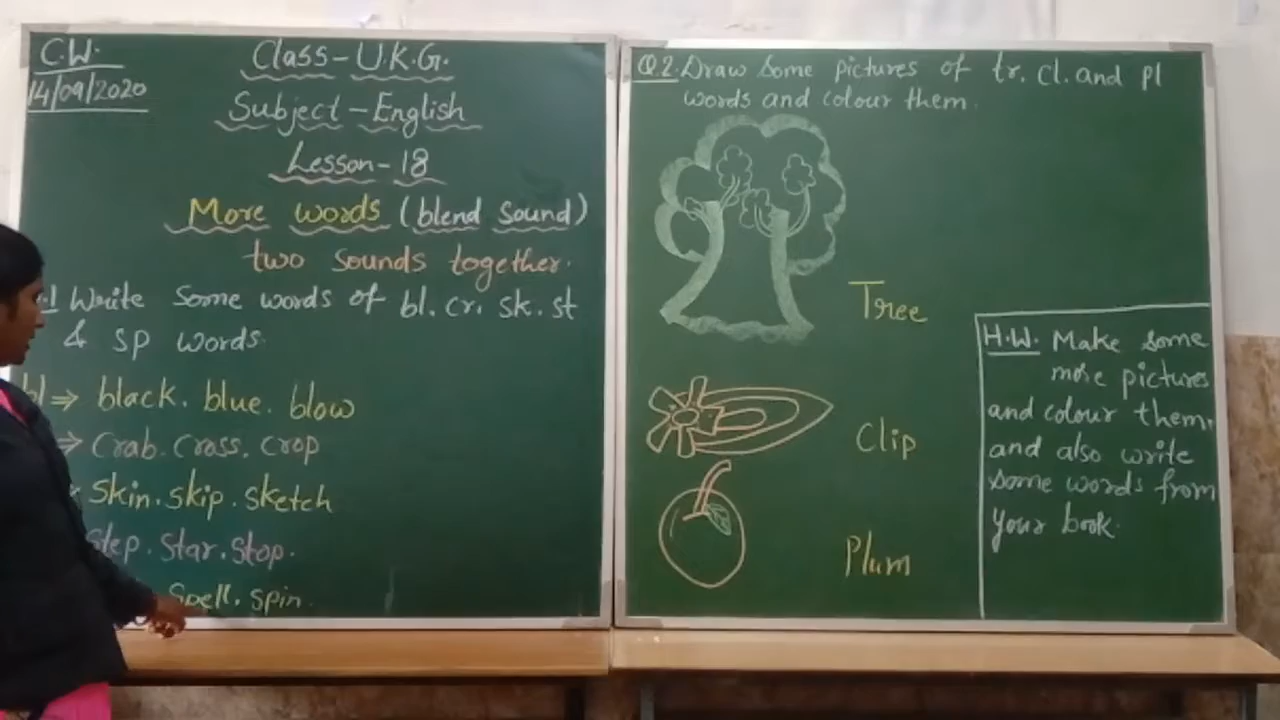 C.W.
14/09/2020
Class-U.K.G.
Subject-English
Lesson-18
More words (blend sound)
two sounds together.
.1 Write some words of bl. cr. sk. st
& sp words.
bl ⇒ black. blue. blow
⇒ crab. cross. crop
skin. skip. sketch
step. star. stop.
spell. spin.
Q.2. Draw some pictures of tr. cl. and pl
words and colour them.
Tree
Clip
Plum
H.W. Make some
more pictures
and colour them,
and also write
some words from
your book.